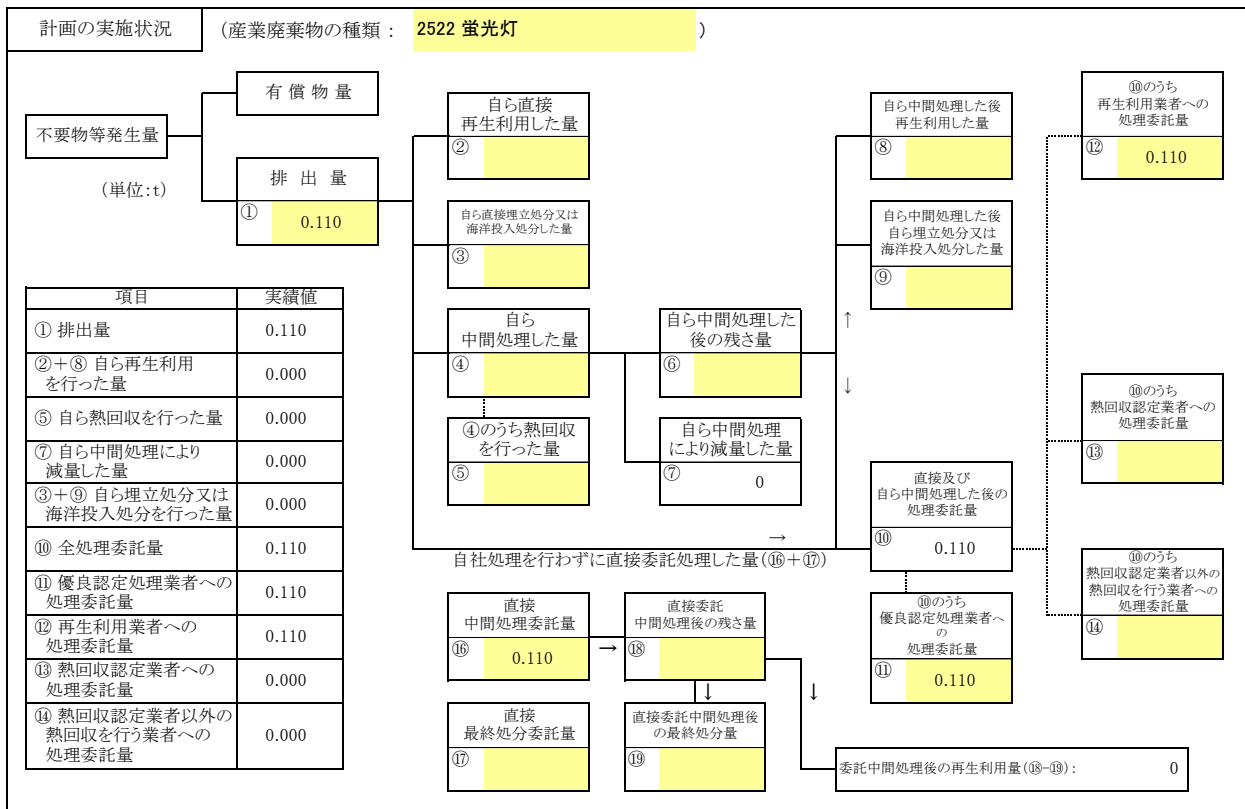 計画の実施状況
(産業廃棄物の種類： 2522 蛍光灯 )
不要物等発生量
(単位:t)
有 償 物 量
排 出 量
① 0.110
自ら直接
再生利用した量
②
自ら直接埋立処分又は
海洋投入処分した量
③
自ら
中間処理した量
④
④のうち熱回収
を行った量
⑤
自ら中間処理した
後の残さ量
⑥
自ら中間処理
により減量した量
⑦ 0
自ら中間処理した後
再生利用した量
⑧
自ら中間処理した後
自ら埋立処分又は
海洋投入処分した量
⑨
↑
↓
直接及び
自ら中間処理した後の
処理委託量
⑩ 0.110
⑩のうち
優良認定処理業者へ
の
処理委託量
⑪ 0.110
⑩のうち
再生利用業者への
処理委託量
⑫ 0.110
⑩のうち
熱回収認定業者への
処理委託量
⑬
⑩のうち
熱回収認定業者以外の
熱回収を行う業者への
処理委託量
⑭
→
自社処理を行わずに直接委託処理した量(⑯＋⑰)
直接
中間処理委託量
⑯ 0.110
→
直接委託
中間処理後の残さ量
⑱
↓
↓
直接
最終処分委託量
⑰
直接委託中間処理後
の最終処分量
⑲
委託中間処理後の再生利用量(⑱-⑲)： 0
項目 実績値
① 排出量 0.110
②＋⑧ 自ら再生利用
を行った量 0.000
⑤ 自ら熱回収を行った量 0.000
⑦ 自ら中間処理により
減量した量 0.000
③＋⑨ 自ら埋立処分又は
海洋投入処分を行った量 0.000
⑩ 全処理委託量 0.110
⑪ 優良認定処理業者への
処理委託量 0.110
⑫ 再生利用業者への
処理委託量 0.110
⑬ 熱回収認定業者への
処理委託量 0.000
⑭ 熱回収認定業者以外の
熱回収を行う業者への
処理委託量 0.000